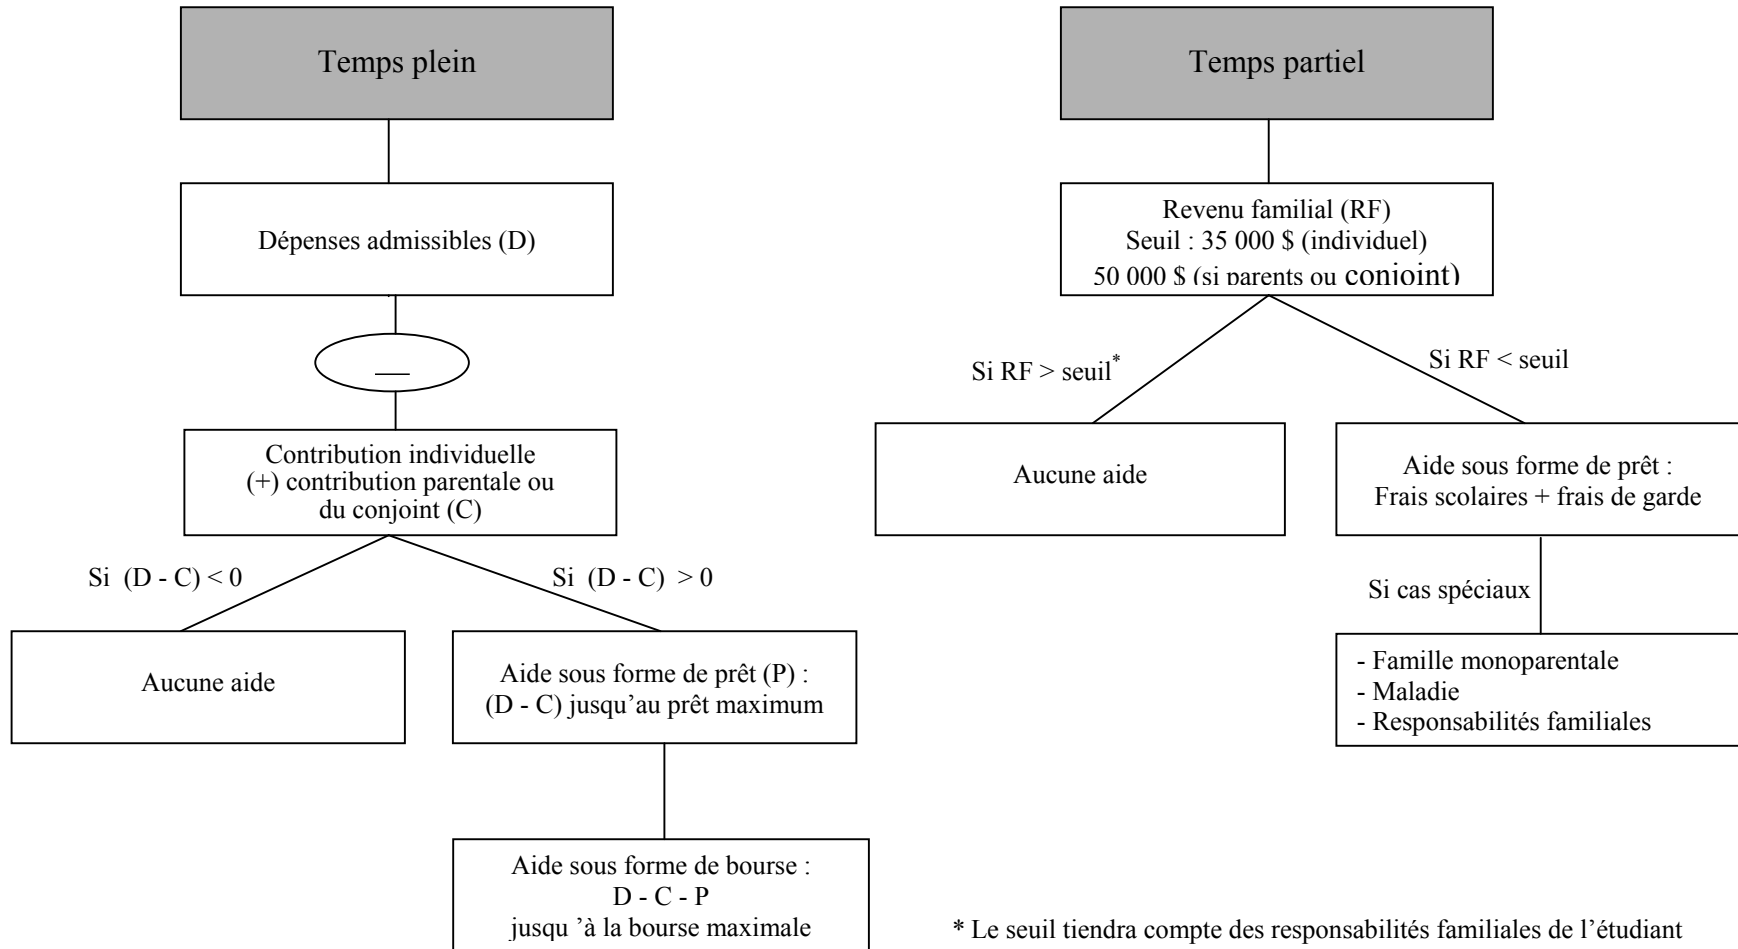 Temps plein
Dépenses admissibles (D)
__
Contribution individuelle
(+) contribution parentale ou
du conjoint (C)
Si (D - C) < 0
Si (D - C) > 0
Aucune aide
Aide sous forme de prêt (P) :
(D - C) jusqu’au prêt maximum
Aide sous forme de bourse :
D - C - P
jusqu ’à la bourse maximale
Temps partiel
Revenu familial (RF)
Seuil : 35 000 $ (individuel)
50 000 $ (si parents ou conjoint)
Si RF > seuil*
Si RF < seuil
Aucune aide
Aide sous forme de prêt :
Frais scolaires + frais de garde
Si cas spéciaux
- Famille monoparentale
- Maladie
- Responsabilités familiales
* Le seuil tiendra compte des responsabilités familiales de l’étudiant